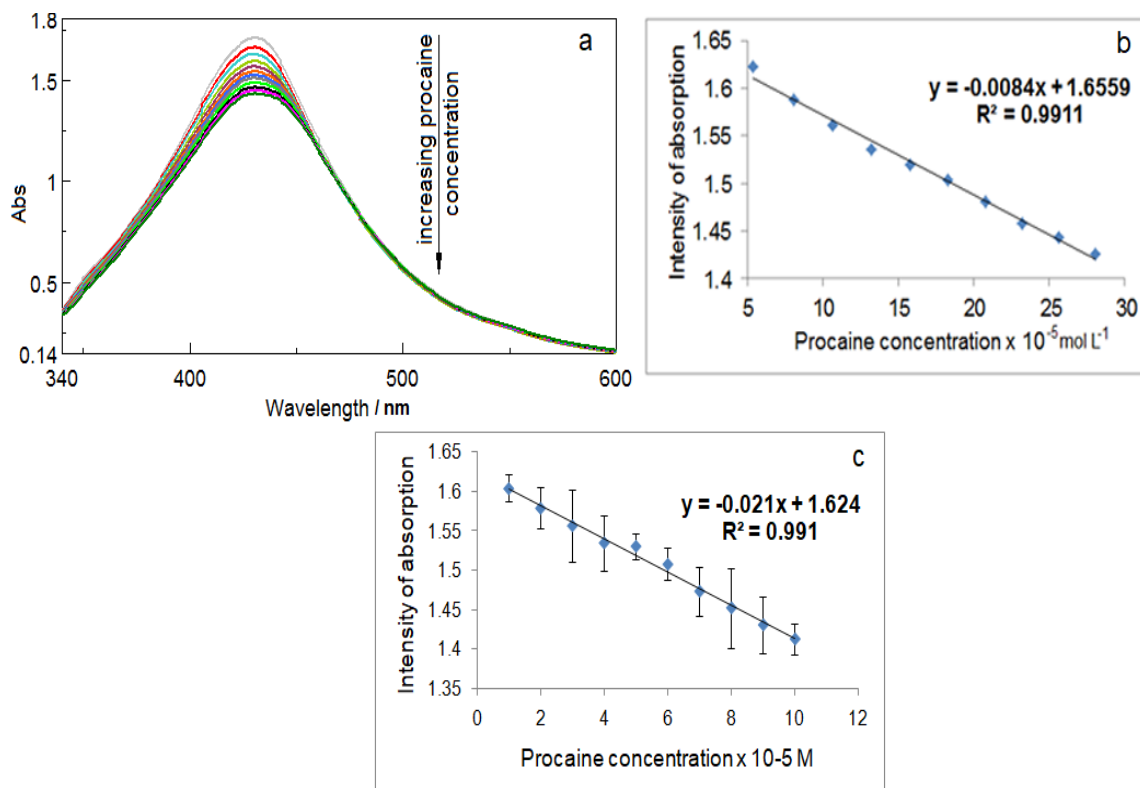 a
1.8
1.5
1
0.5
0.14
Abs
340
400
500
600
Wavelength / nm
increasing procaine
concentration
b
1.65
1.6
1.55
1.5
1.45
1.4
Intensity of absorption
y = -0.0084x + 1.6559
R² = 0.9911
5
10
15
20
25
30
Procaine concentration x 10⁻⁵ mol L⁻¹
c
1.65
1.6
1.55
1.5
1.45
1.4
1.35
Intensity of absorption
y = -0.021x + 1.624
R² = 0.991
0
2
4
6
8
10
12
Procaine concentration x 10-5 M